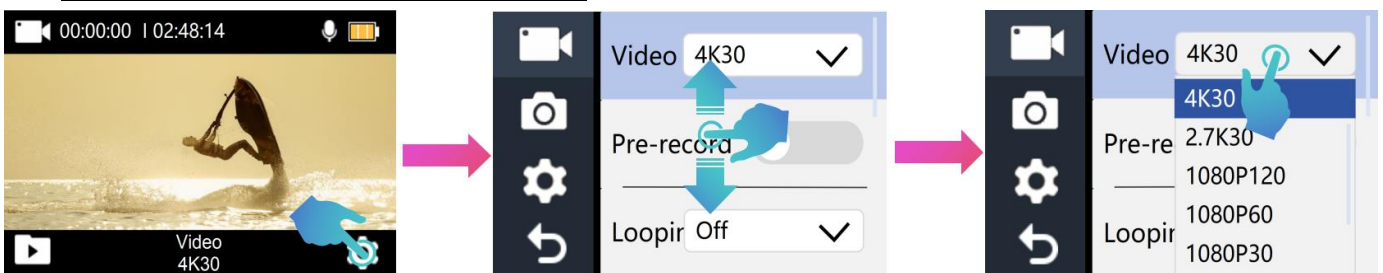 00:00:00 I 02:48:14
Video
4K30
Video 4K30
Pre-record
Loopir Off
Video 4K30
4K30
Pre-re 2.7K30
1080P120
1080P60
Loopir
1080P30